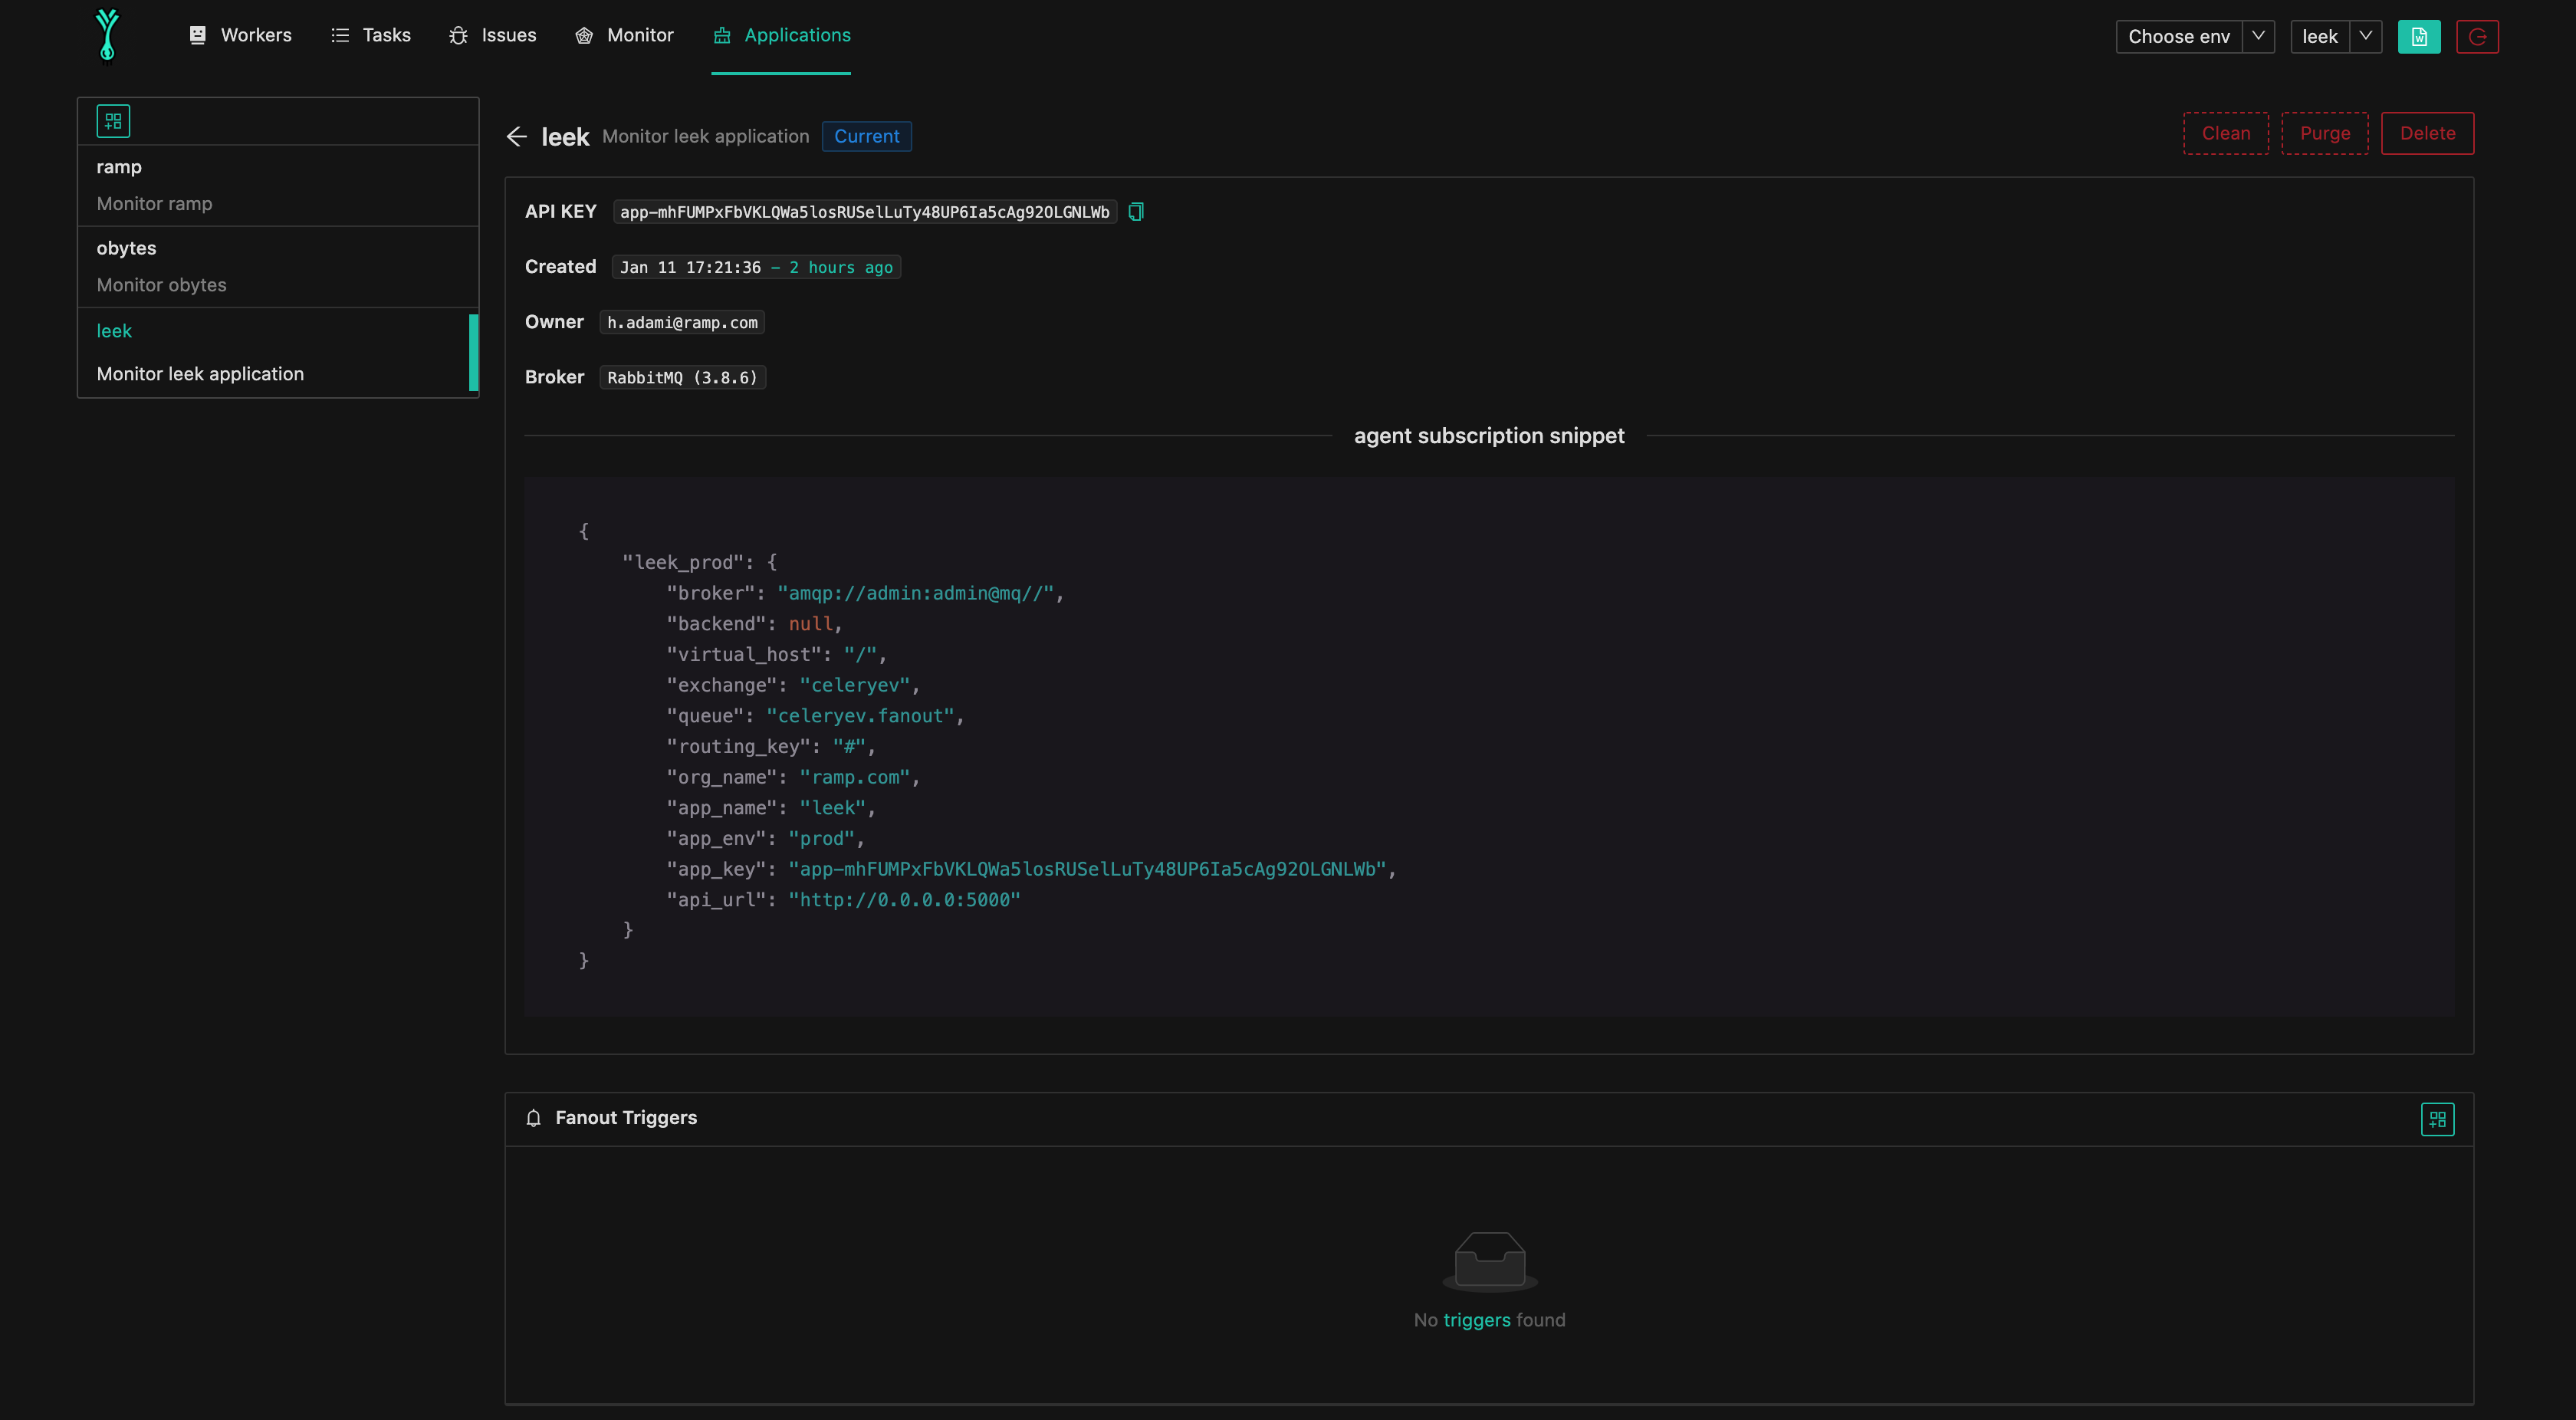 Workers
Tasks
Issues
Monitor
Applications
Choose env
leek
ramp
Monitor ramp
obytes
Monitor obytes
leek
Monitor leek application
leek Monitor leek application Current
Clean
Purge
Delete
API KEY app-mhFUMPxFbVKLQWa5losRUSelLuTy48UP6Ia5cAg92OLGNLWb
Created Jan 11 17:21:36 – 2 hours ago
Owner h.adami@ramp.com
Broker RabbitMQ (3.8.6)
agent subscription snippet
{
"leek_prod": {
"broker": "amqp://admin:admin@mq//",
"backend": null,
"virtual_host": "/",
"exchange": "celeryev",
"queue": "celeryev.fanout",
"routing_key": "#",
"org_name": "ramp.com",
"app_name": "leek",
"app_env": "prod",
"app_key": "app-mhFUMPxFbVKLQWa5losRUSelLuTy48UP6Ia5cAg92OLGNLWb",
"api_url": "http://0.0.0.0:5000"
}
}
Fanout Triggers
No triggers found